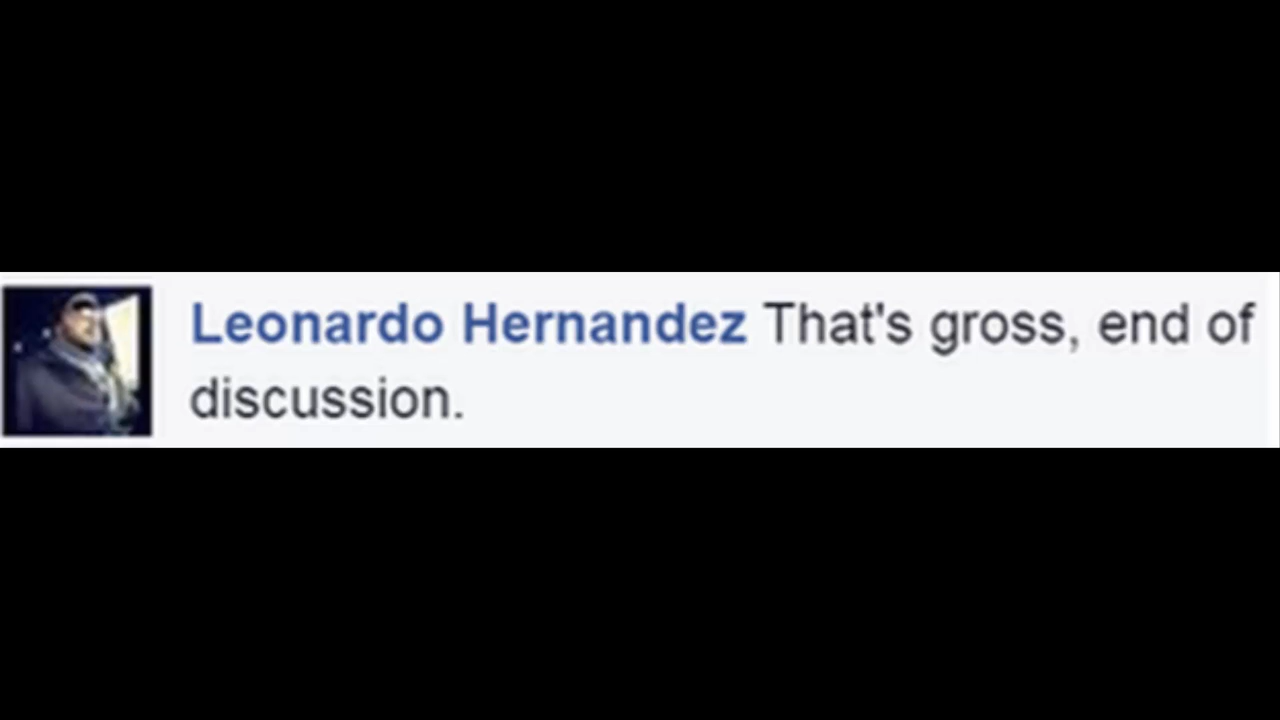 Leonardo Hernandez That's gross, end of
discussion.